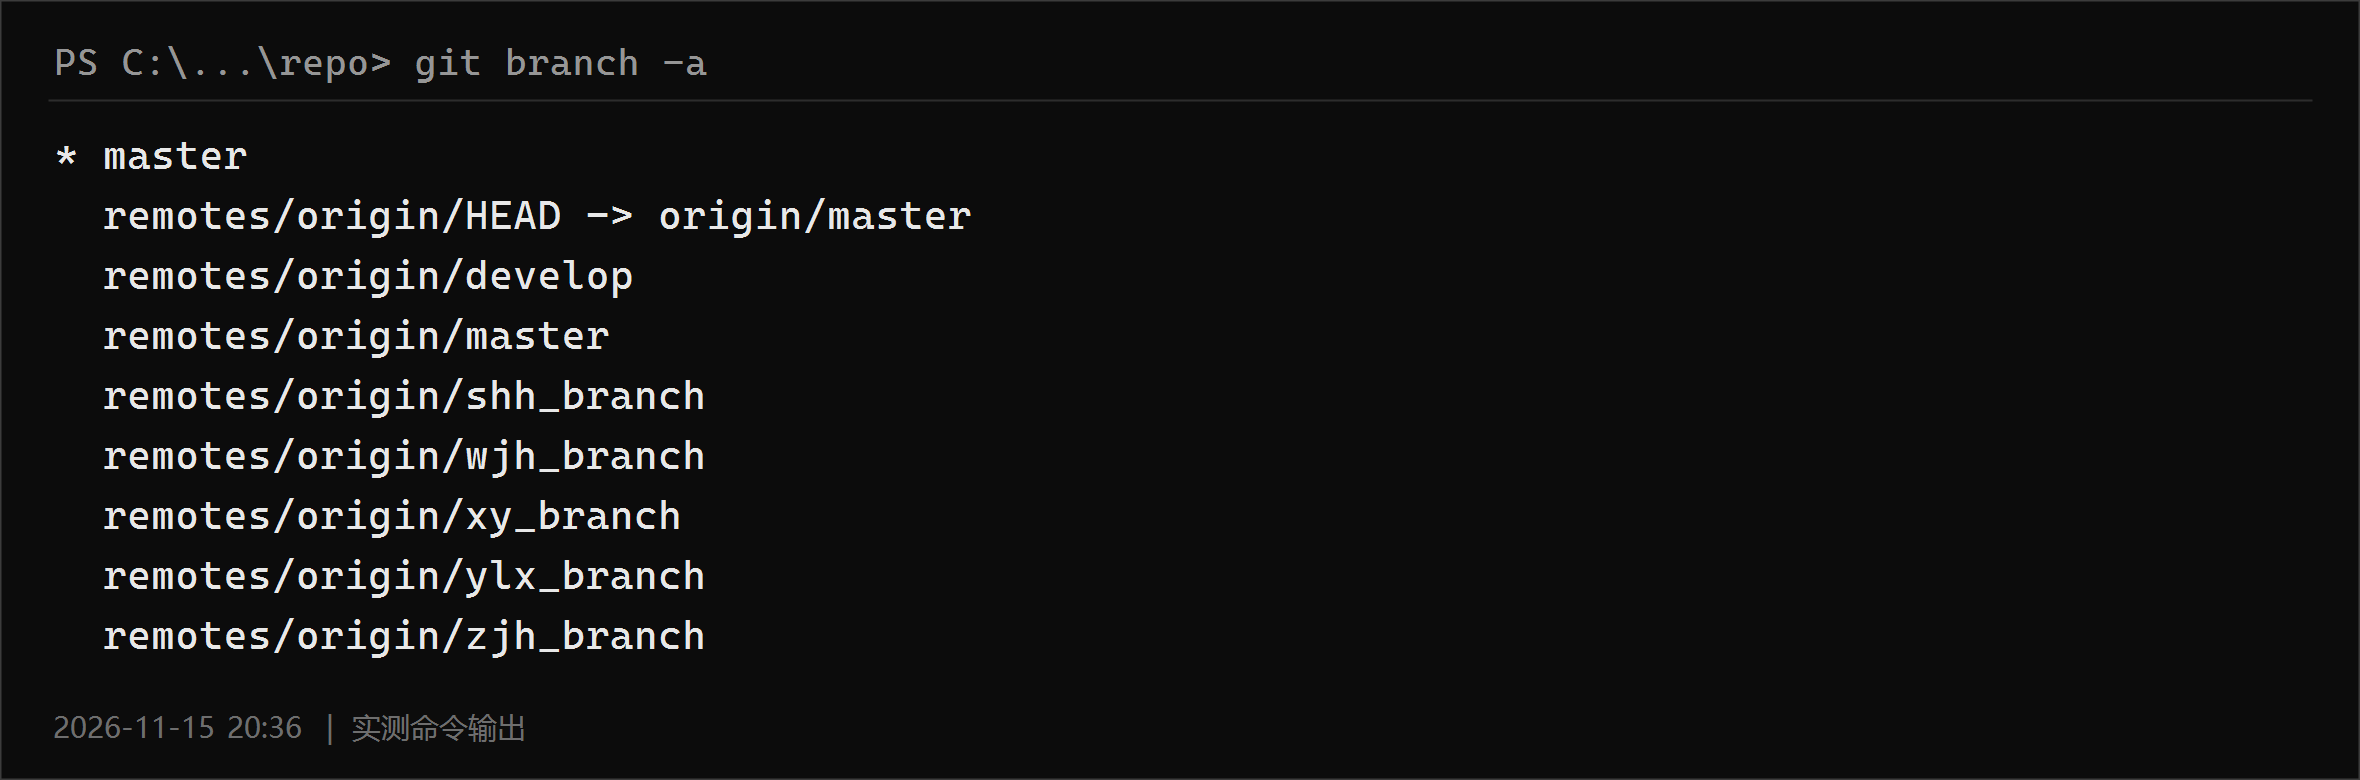 PS C:\...\repo> git branch -a
* master
  remotes/origin/HEAD -> origin/master
  remotes/origin/develop
  remotes/origin/master
  remotes/origin/shh_branch
  remotes/origin/wjh_branch
  remotes/origin/xy_branch
  remotes/origin/ylx_branch
  remotes/origin/zjh_branch
2026-11-15 20:36 | 实测命令输出